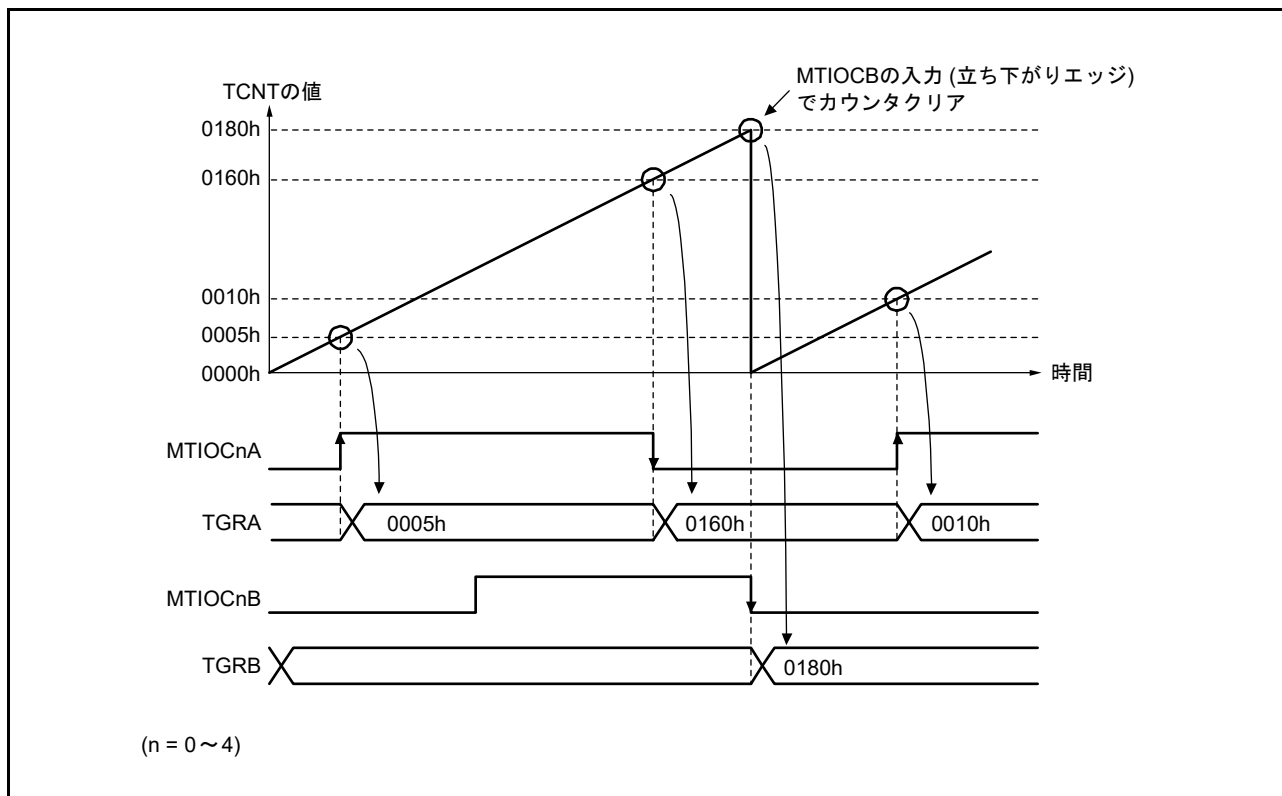 MTIOCBの入力 (立ち下がりエッジ)
でカウンタクリア
TCNTの値
0180h
0160h
0010h
0005h
0000h
時間
MTIOCnA
TGRA
0005h
0160h
0010h
MTIOCnB
TGRB
0180h
(n = 0～4)